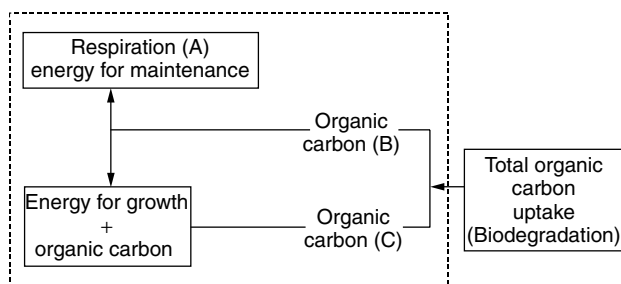 Respiration (A)
energy for maintenance
Organic
carbon (B)
Total organic
carbon
uptake
(Biodegradation)
Energy for growth
+
organic carbon
Organic
carbon (C)